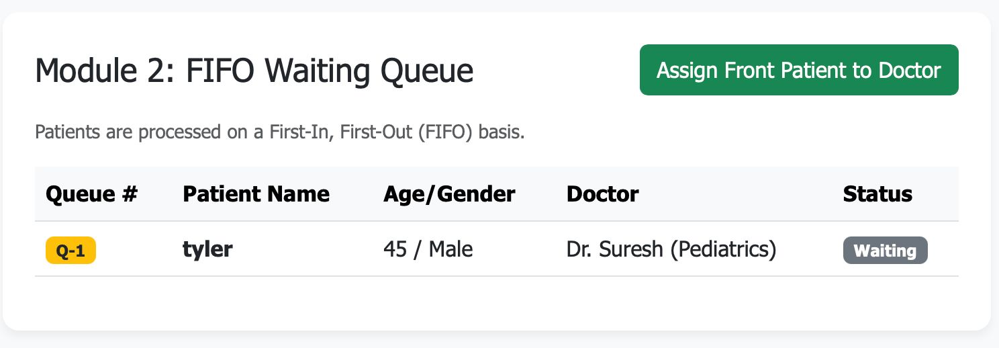 Module 2: FIFO Waiting Queue
Assign Front Patient to Doctor
Patients are processed on a First-In, First-Out (FIFO) basis.
Queue # Patient Name Age/Gender Doctor Status
Q-1 tyler 45 / Male Dr. Suresh (Pediatrics) Waiting